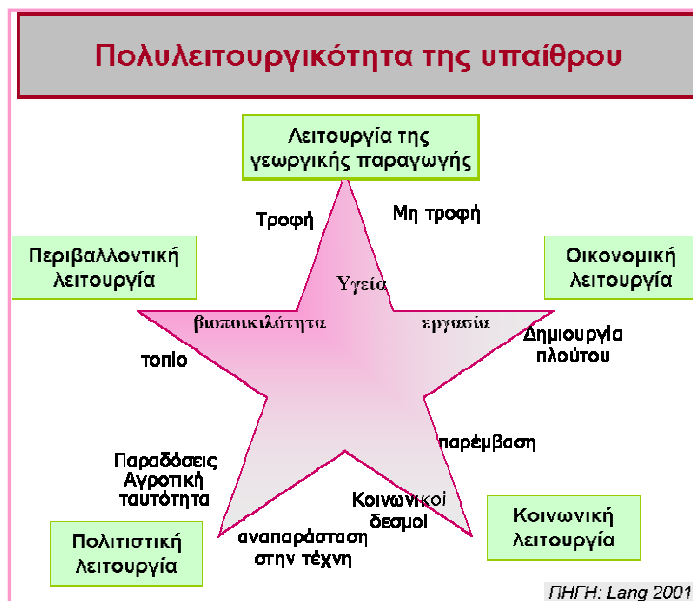 Πολυλειτουργικότητα της υπαίθρου
Λειτουργία της
γεωργικής παραγωγής
Τροφή
Μη τροφή
Περιβαλλοντική
λειτουργία
Οικονομική
λειτουργία
Υγεία
βιοποικιλότητα
εργασία
Δημιουργία
πλούτου
τοπίο
παρέμβαση
Παραδόσεις
Αγροτική
ταυτότητα
Κοινωνικοί
δεσμοί
Πολιτιστική
λειτουργία
αναπαράσταση
στην τέχνη
Κοινωνική
λειτουργία
ΠΗΓΗ: Lang 2001